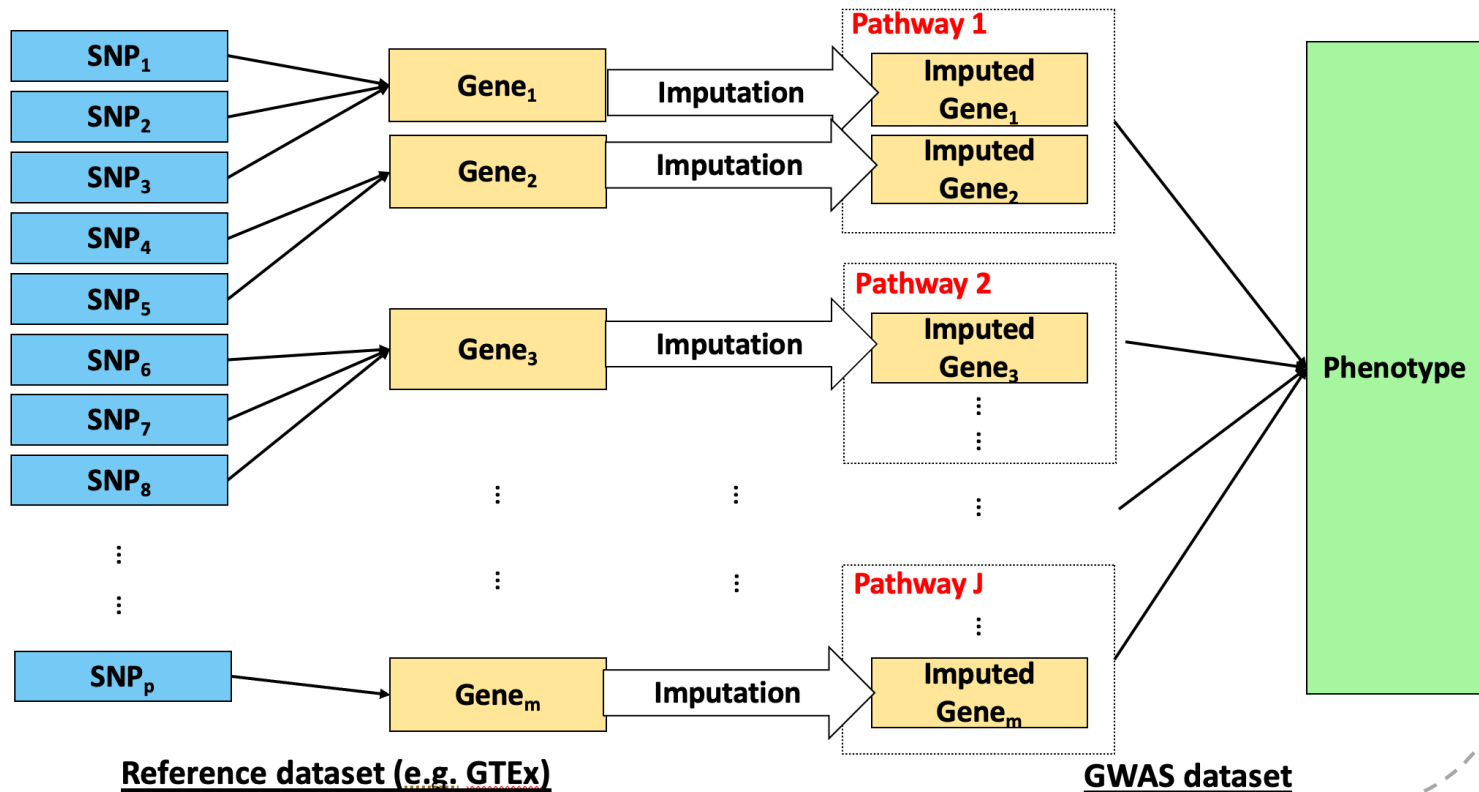 SNP₁
SNP₂
SNP₃
SNP₄
SNP₅
SNP₆
SNP₇
SNP₈
⋮
⋮
SNPₚ
Gene₁
Gene₂
Gene₃
⋮
⋮
Geneₘ
Imputation
Imputation
Imputation
⋮
⋮
Imputation
Pathway 1
Imputed
Gene₁
Imputed
Gene₂
Pathway 2
Imputed
Gene₃
⋮
⋮
⋮
Pathway J
⋮
Imputed
Geneₘ
Phenotype
Reference dataset (e.g. GTEx)
GWAS dataset